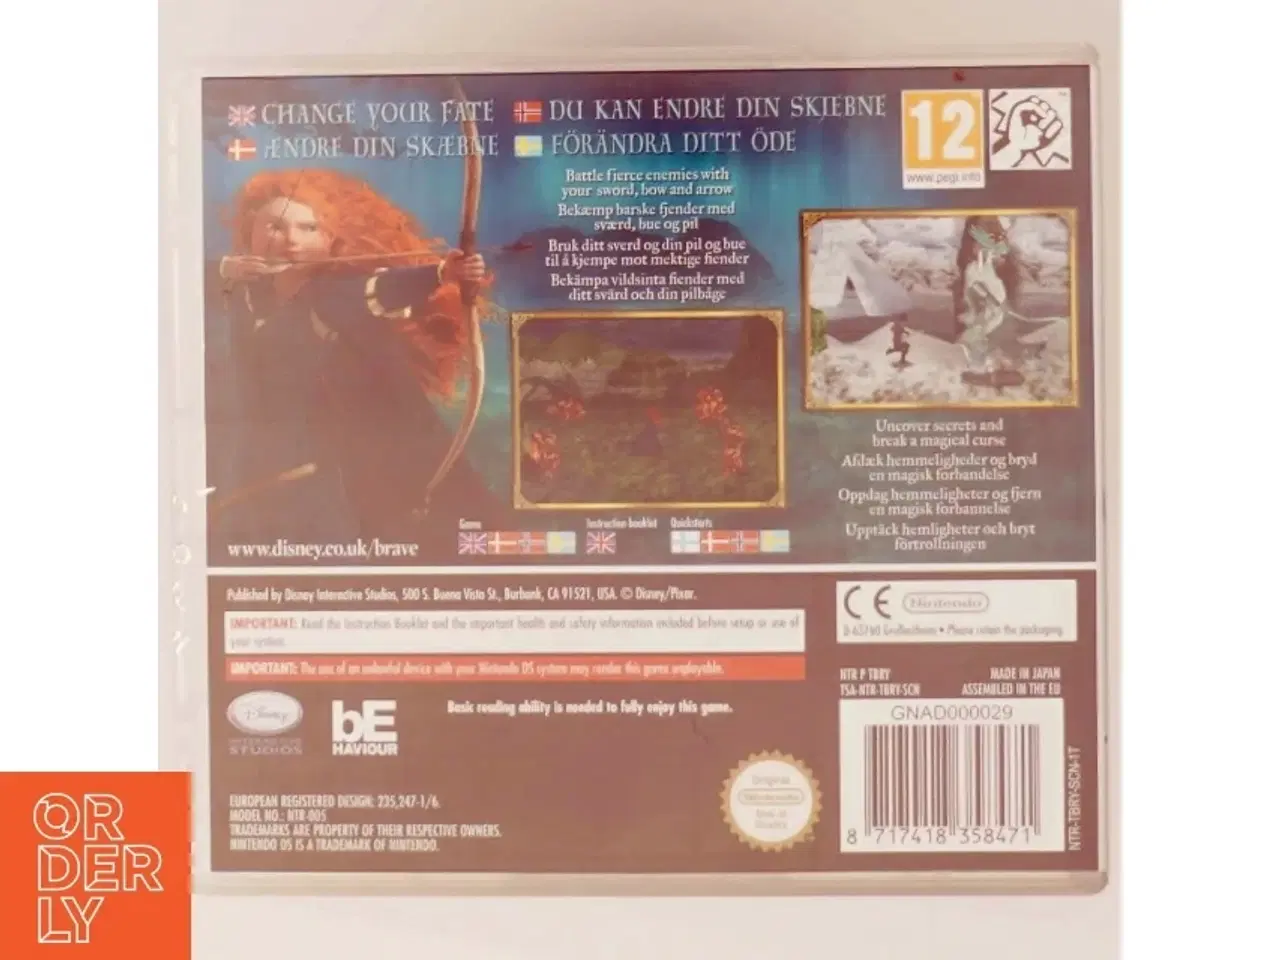 CHANGE YOUR FATE
DU KAN ENDRE DIN SKJEBNE
ÆNDRE DIN SKÆBNE
FÖRÄNDRA DITT ÖDE
12
www.pegi.info
Battle fierce enemies with
your sword, bow and arrow
Bekæmp barske fjender med
sværd, bue og pil
Bruk ditt sverd og din pil og bue
til å kjempe mot mektige fiender
Bekämpa vildsinta fiender med
ditt svärd och din pilbåge
Uncover secrets and
break a magical curse
Afdæk hemmeligheder og bryd
en magisk forbandelse
Oppdag hemmeligheter og fjern
en magisk forbannelse
Upptäck hemligheter och bryt
förtrollningen
Game
Instruction booklet
Quickstarts
www.disney.co.uk/brave
Published by Disney Interactive Studios, 500 S. Buena Vista St., Burbank, CA 91521, USA. © Disney/Pixar.
IMPORTANT: Read the Instruction Booklet and the important health and safety information included before setup or use of
your system.
IMPORTANT: The use of an unlawful device with your Nintendo DS system may render this game unplayable.
CE
Nintendo
D-63760 Großostheim • Please retain the packaging.
NTR P TBRY
MADE IN JAPAN
TSA-NTR-TBRY-SCN
ASSEMBLED IN THE EU
GNAD000029
8 717418 358471
NTR-TBRY-SCN-1T
Disney
INTERACTIVE
STUDIOS
bE
HAVIOUR
Basic reading ability is needed to fully enjoy this game.
Original
Nintendo
EUROPEAN REGISTERED DESIGN: 235,247-1/6.
MODEL NO.: NTR-005
TRADEMARKS ARE PROPERTY OF THEIR RESPECTIVE OWNERS.
NINTENDO DS IS A TRADEMARK OF NINTENDO.
OR
DER
LY